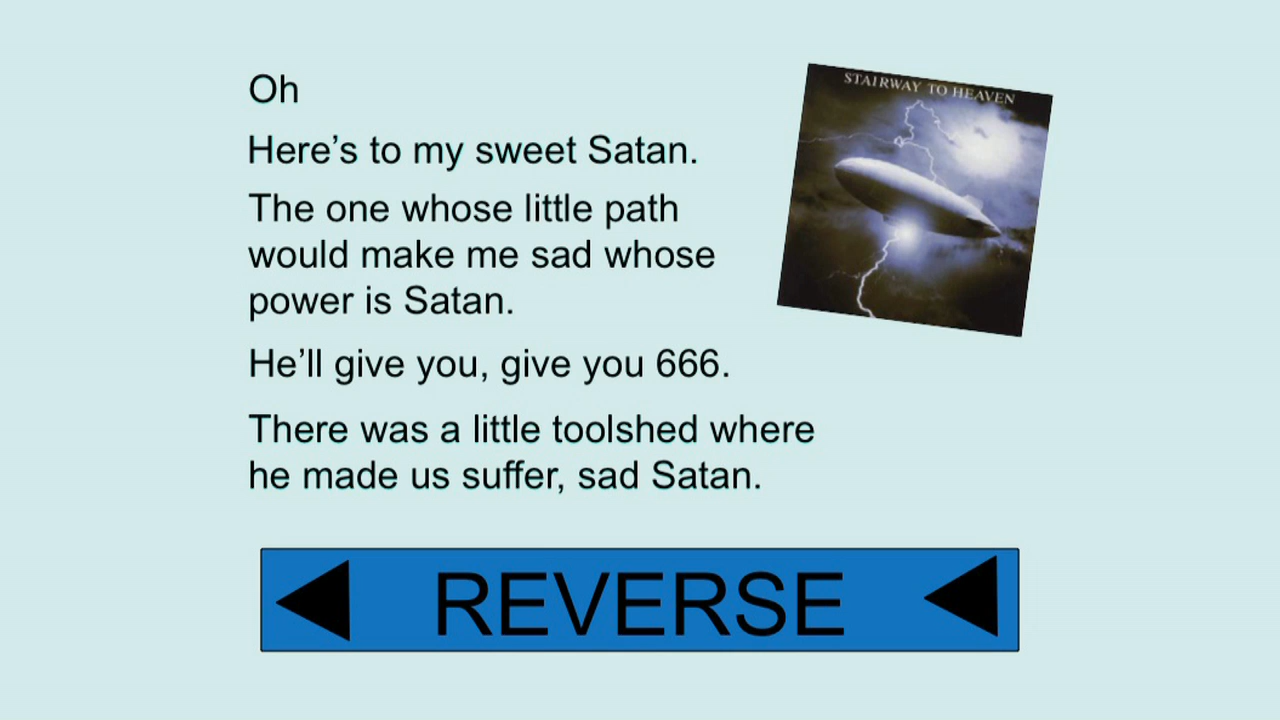 Oh
Here's to my sweet Satan.
The one whose little path
would make me sad whose
power is Satan.
He'll give you, give you 666.
There was a little toolshed where
he made us suffer, sad Satan.
STAIRWAY TO HEAVEN
REVERSE